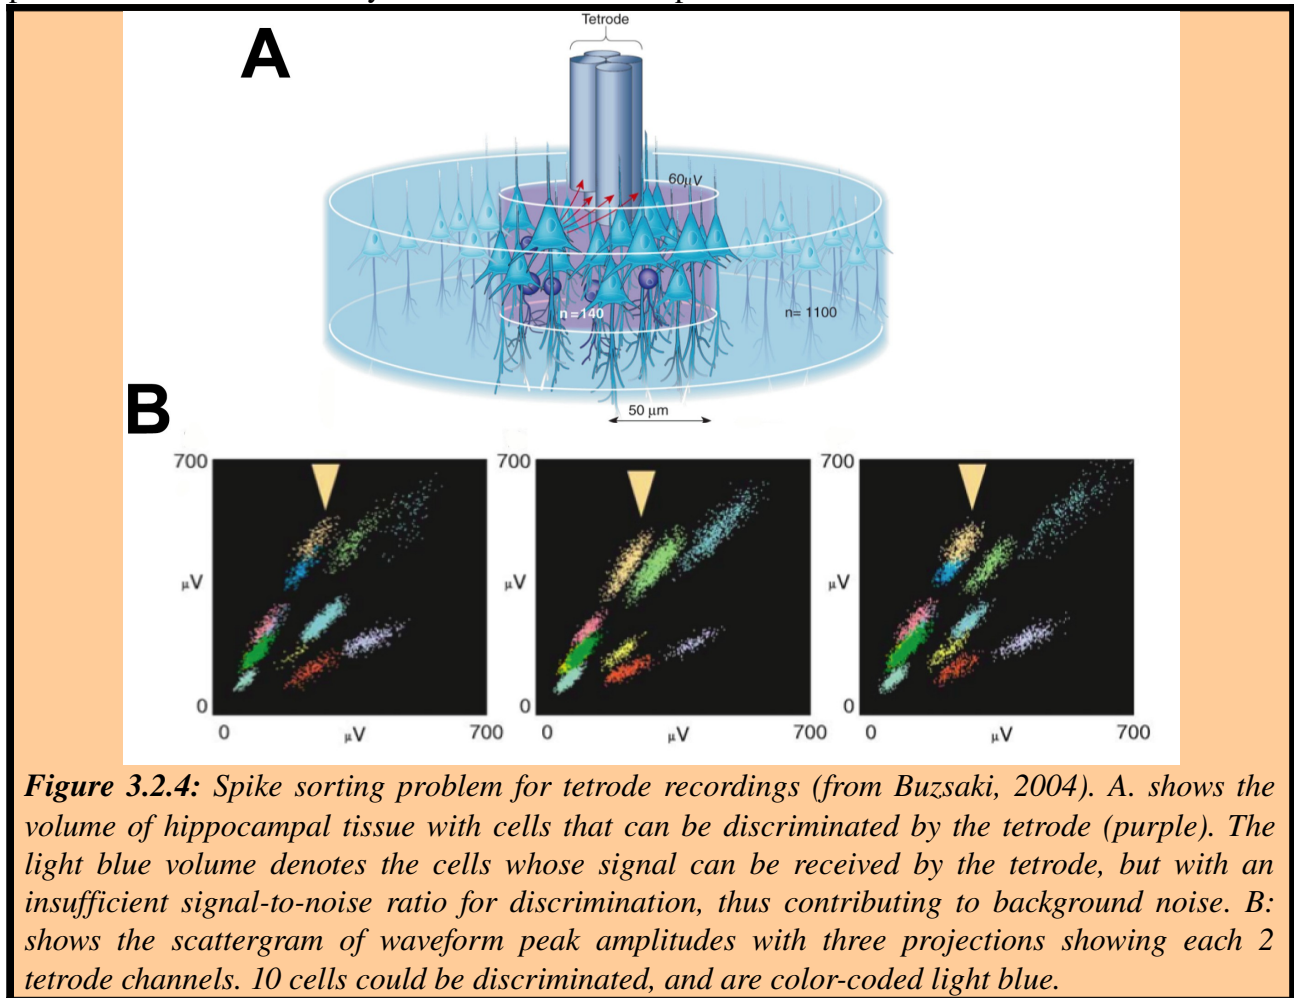 Tetrode
A
60µV
n=140
n= 1100
B
50 µm
700
700
700
µV
µV
µV
0
0
0
0
µV
700
0
µV
700
0
µV
700
Figure 3.2.4: Spike sorting problem for tetrode recordings (from Buzsaki, 2004). A. shows the
volume of hippocampal tissue with cells that can be discriminated by the tetrode (purple). The
light blue volume denotes the cells whose signal can be received by the tetrode, but with an
insufficient signal-to-noise ratio for discrimination, thus contributing to background noise. B:
shows the scattergram of waveform peak amplitudes with three projections showing each 2
tetrode channels. 10 cells could be discriminated, and are color-coded light blue.